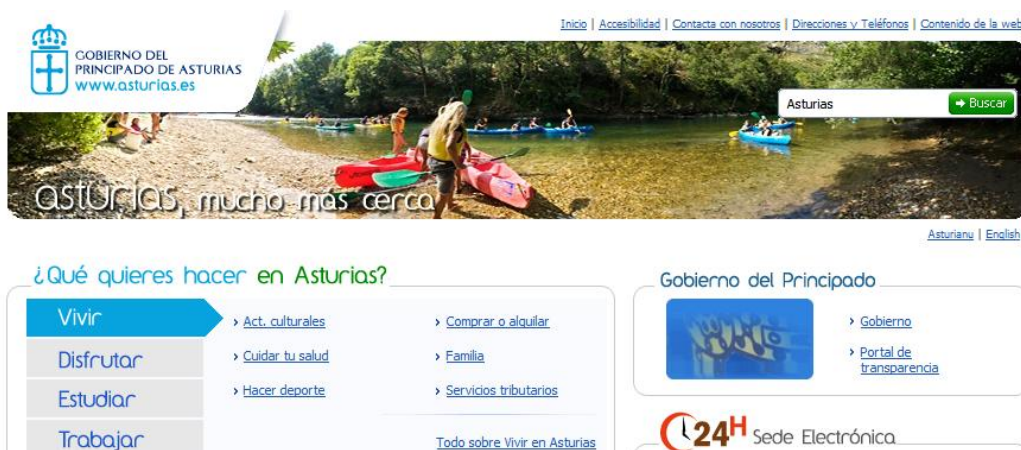 Inicio | Accesibilidad | Contacta con nosotros | Direcciones y Teléfonos | Contenido de la web
GOBIERNO DEL
PRINCIPADO DE ASTURIAS
www.asturias.es
Asturias
Buscar
asturias, mucho más cerca
Asturianu | English
¿Qué quieres hacer en Asturias?
Vivir
Disfrutar
Estudiar
Trabajar
Act. culturales
Comprar o alquilar
Cuidar tu salud
Familia
Hacer deporte
Servicios tributarios
Todo sobre Vivir en Asturias
Gobierno del Principado
Gobierno
Portal de
transparencia
24H Sede Electrónica